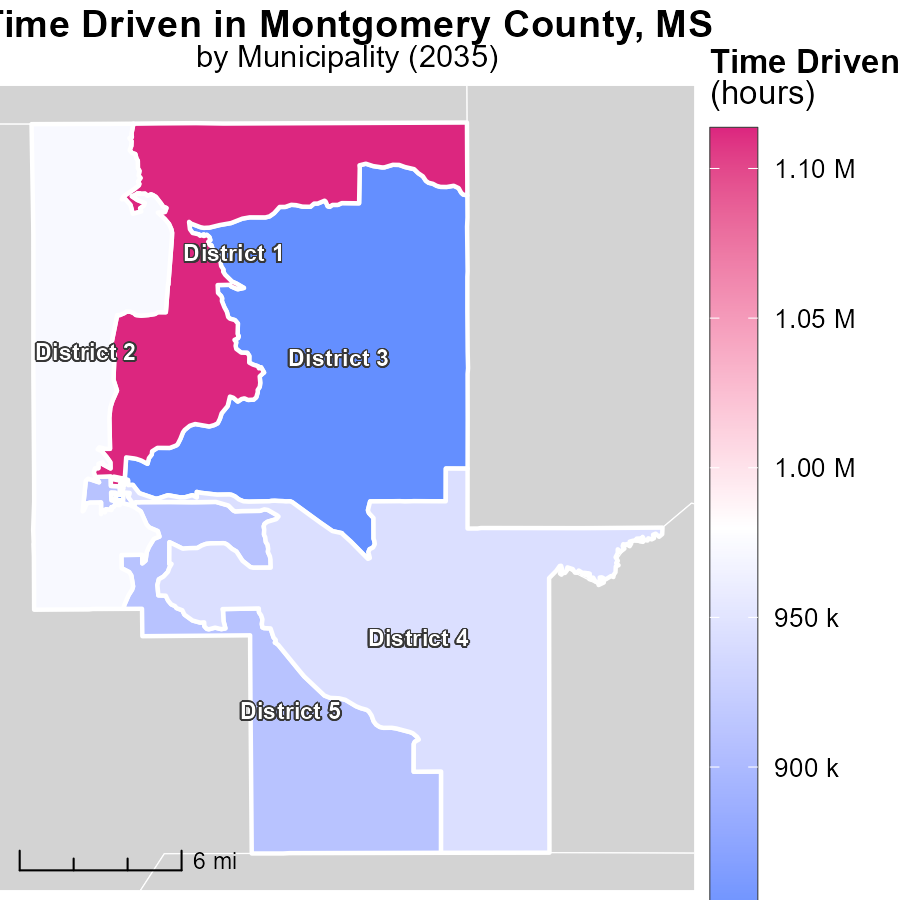 Time Driven in Montgomery County, MS
by Municipality (2035)
Time Driven
(hours)
1.10 M
1.05 M
1.00 M
950 k
900 k
District 1
District 2
District 3
District 4
District 5
6 mi